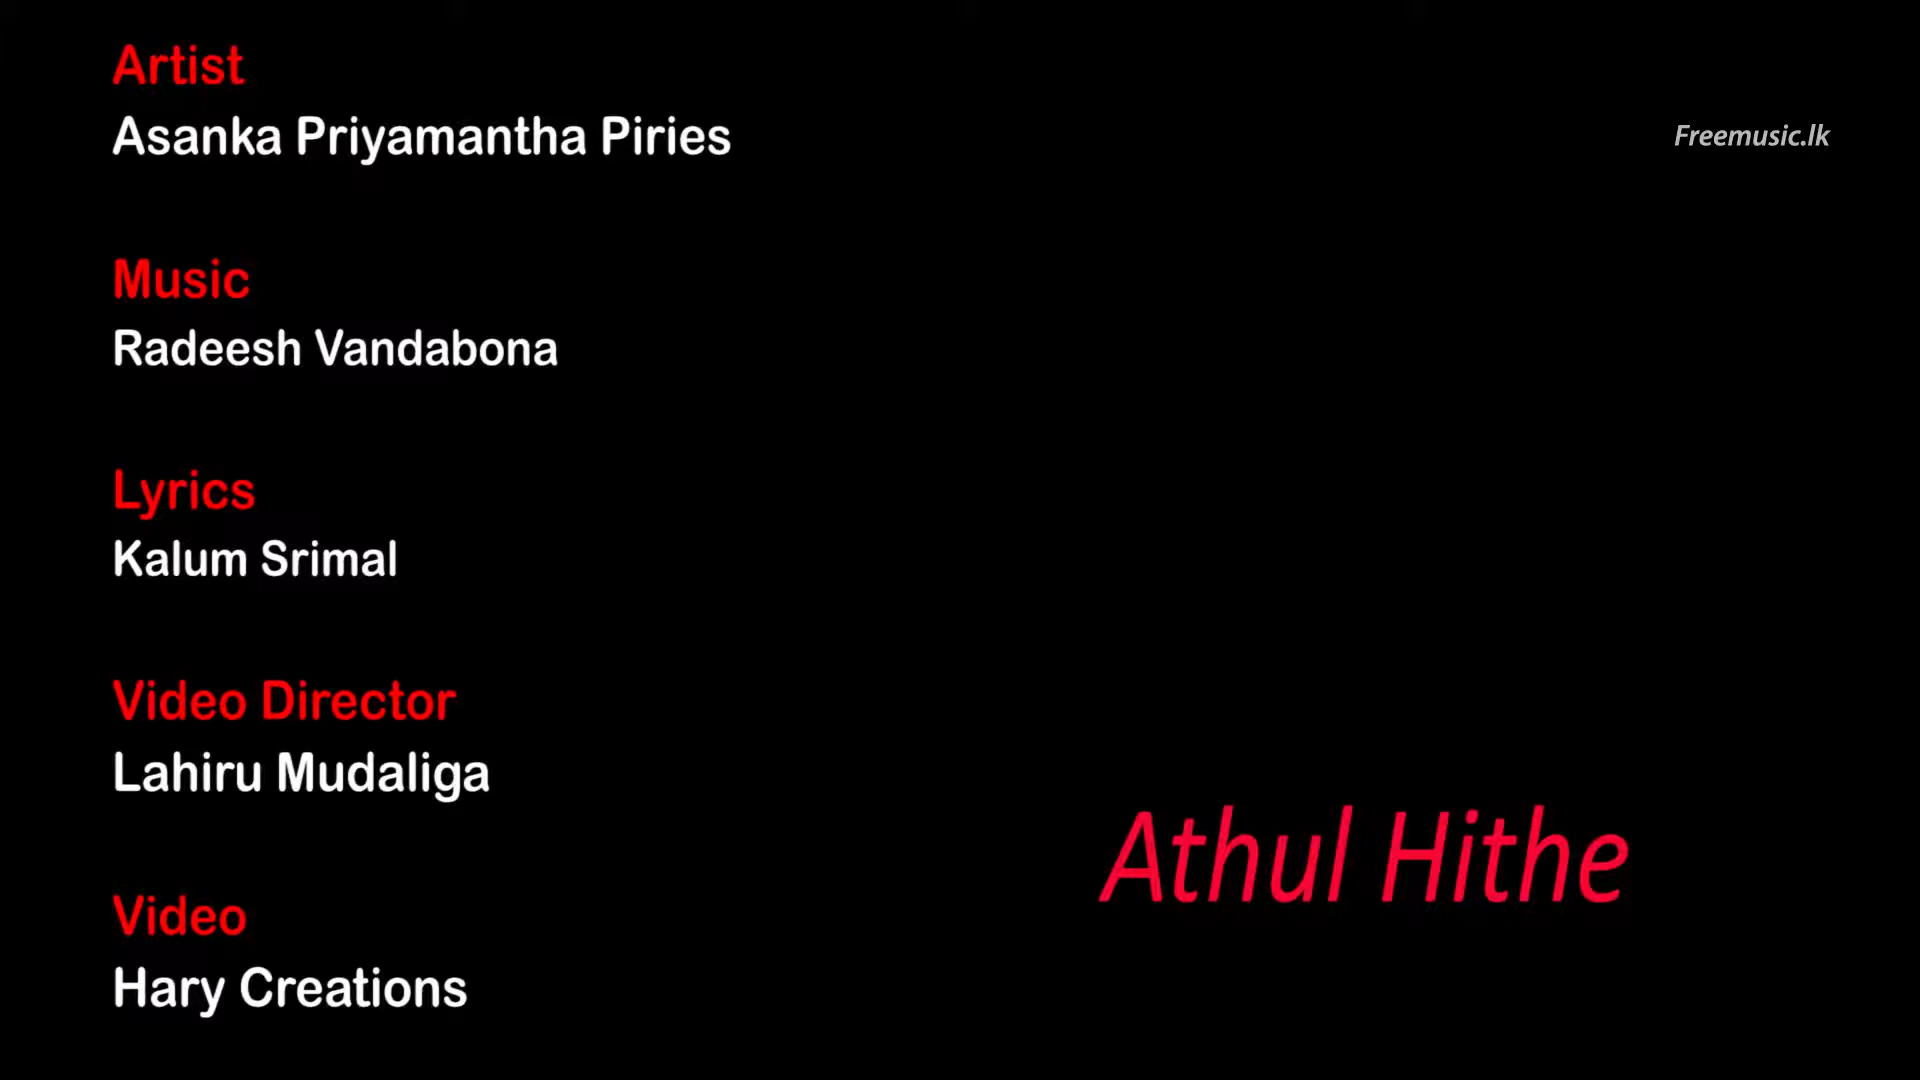 Artist
Asanka Priyamantha Piries
Freemusic.lk
Music
Radeesh Vandabona
Lyrics
Kalum Srimal
Video Director
Lahiru Mudaliga
Athul Hithe
Video
Hary Creations